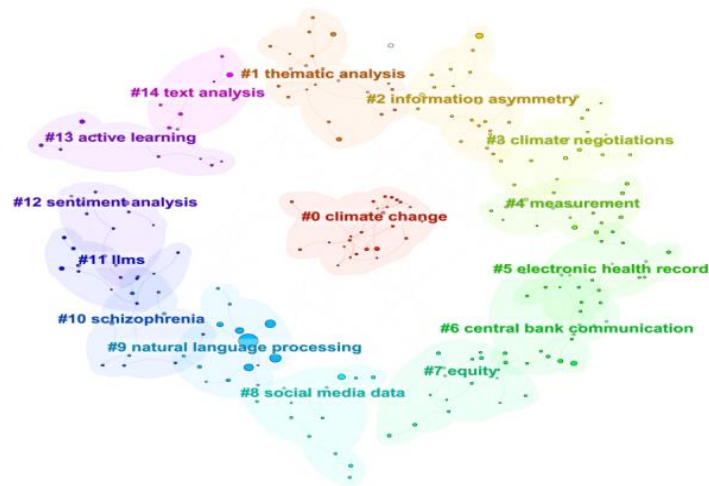 #1 thematic analysis
#14 text analysis
#2 information asymmetry
#13 active learning
#3 climate negotiations
#12 sentiment analysis
#4 measurement
#0 climate change
#11 llms
#5 electronic health record
#10 schizophrenia
#6 central bank communication
#9 natural language processing
#7 equity
#8 social media data